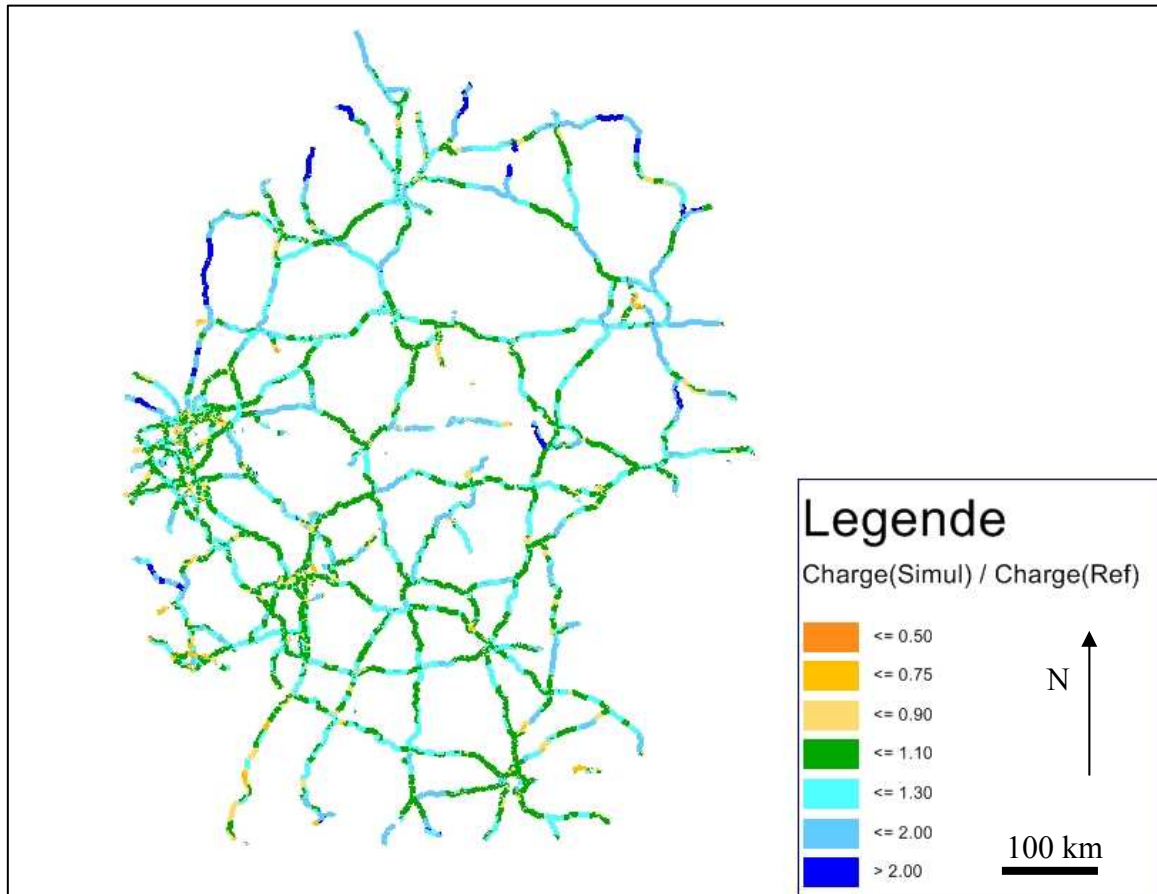 Legende
Charge(Simul) / Charge(Ref)
<= 0.50
<= 0.75
<= 0.90
<= 1.10
<= 1.30
<= 2.00
> 2.00
N
100 km